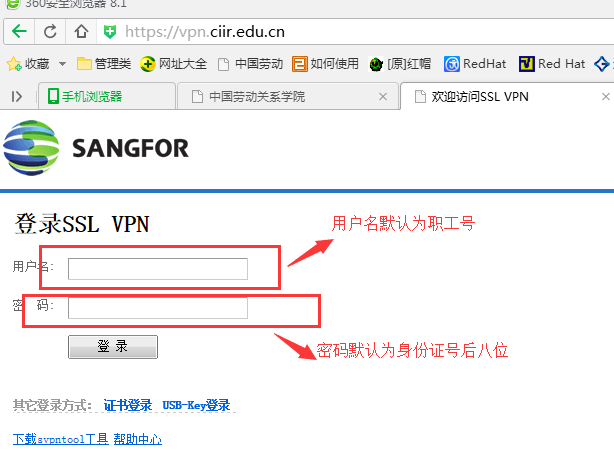 360安全浏览器 8.1
https://vpn.ciir.edu.cn
收藏 管理类 网址大全 中国劳动 如何使用 [原]红帽 RedHat Red Hat
手机浏览器 中国劳动关系学院 欢迎访问SSL VPN
SANGFOR
登录SSL VPN
用户名默认为职工号
用户名:
密 码:
登 录
密码默认为身份证号后八位
其它登录方式: 证书登录 USB-Key登录
下载svpntool工具 帮助中心